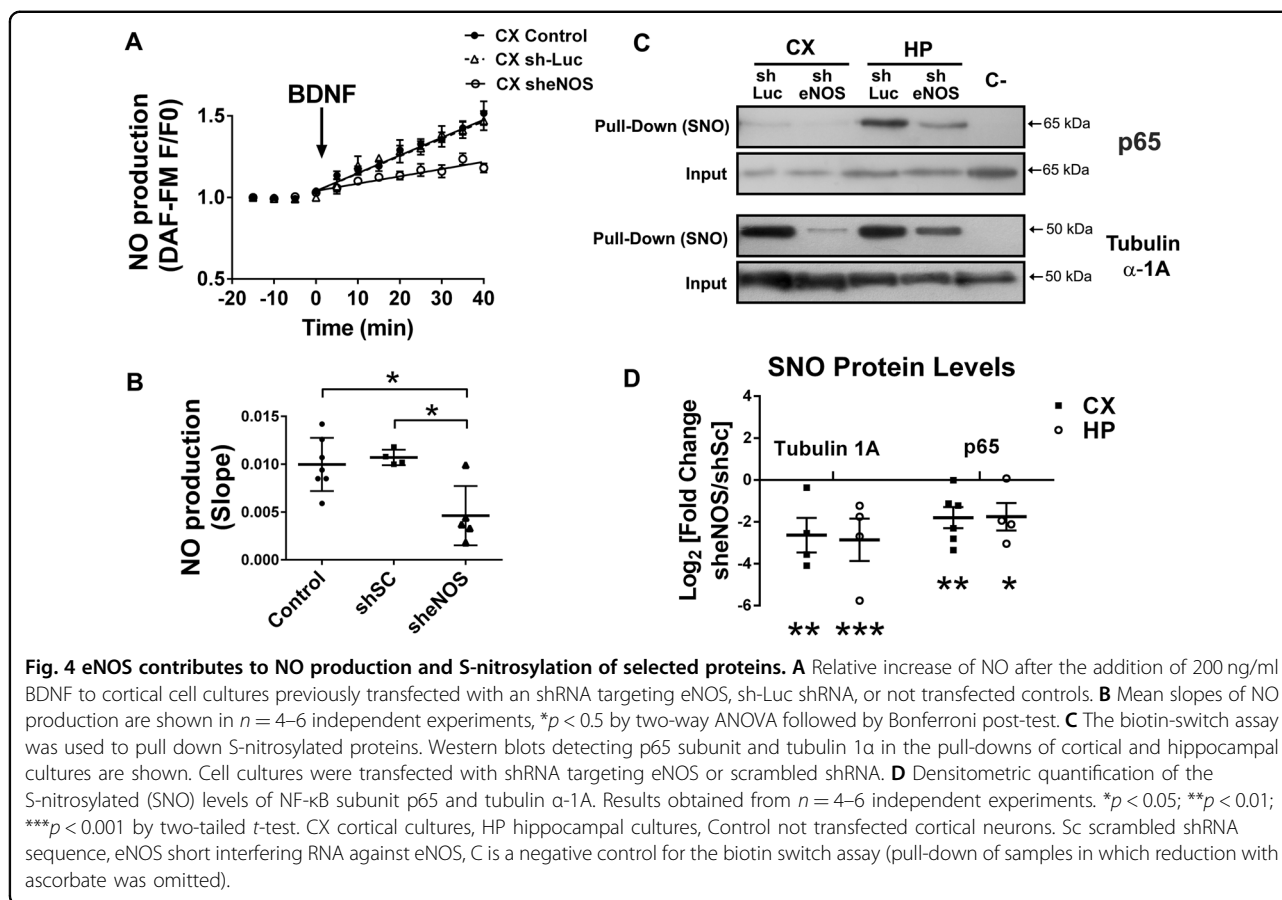 A
CX Control
CX sh-Luc
CX sheNOS
BDNF
NO production
(DAF-FM F/F0)
1.5
1.0
0.5
-20 -10 0 10 20 30 40
Time (min)
B
* *
NO production
(Slope)
0.015
0.010
0.005
0.000
Control shSC sheNOS
C
CX HP
sh Luc sh eNOS sh Luc sh eNOS C-
Pull-Down (SNO) ←65 kDa
p65
Input ←65 kDa
Pull-Down (SNO) ←50 kDa
Tubulin
α-1A
Input ←50 kDa
D
SNO Protein Levels
CX
HP
Log2 [Fold Change
sheNOS/shSc]
4
2
0
-2
-4
-6
Tubulin 1A p65
** *** ** *
Fig. 4 eNOS contributes to NO production and S-nitrosylation of selected proteins. A Relative increase of NO after the addition of 200 ng/ml
BDNF to cortical cell cultures previously transfected with an shRNA targeting eNOS, sh-Luc shRNA, or not transfected controls. B Mean slopes of NO
production are shown in n = 4–6 independent experiments, *p < 0.5 by two-way ANOVA followed by Bonferroni post-test. C The biotin-switch assay
was used to pull down S-nitrosylated proteins. Western blots detecting p65 subunit and tubulin 1α in the pull-downs of cortical and hippocampal
cultures are shown. Cell cultures were transfected with shRNA targeting eNOS or scrambled shRNA. D Densitometric quantification of the
S-nitrosylated (SNO) levels of NF-κB subunit p65 and tubulin α-1A. Results obtained from n = 4–6 independent experiments. *p < 0.05; **p < 0.01;
***p < 0.001 by two-tailed t-test. CX cortical cultures, HP hippocampal cultures, Control not transfected cortical neurons. Sc scrambled shRNA
sequence, eNOS short interfering RNA against eNOS, C is a negative control for the biotin switch assay (pull-down of samples in which reduction with
ascorbate was omitted).